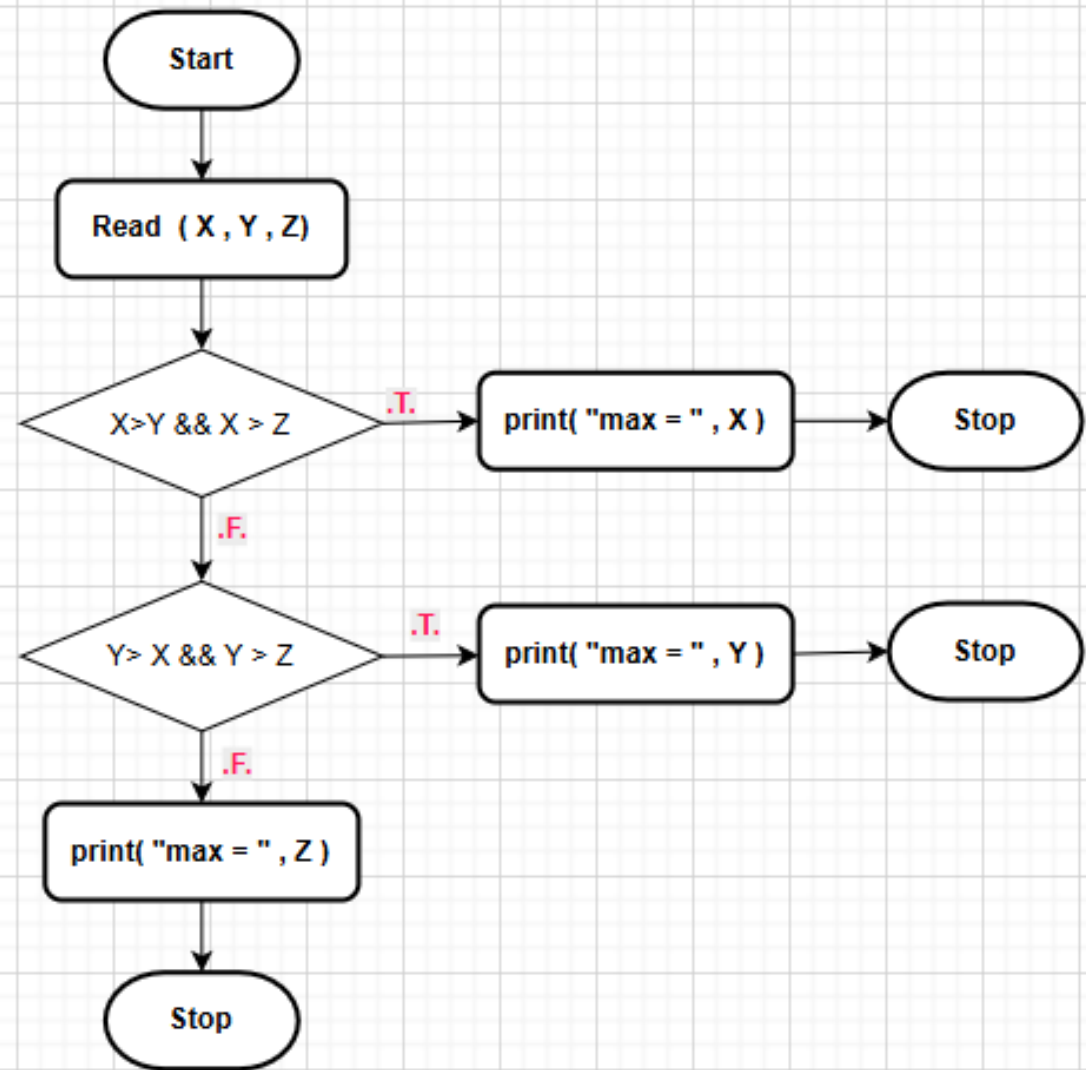 Start
Read ( X , Y , Z)
X>Y && X > Z
.T.
print( "max = " , X )
Stop
.F.
Y> X && Y > Z
.T.
print( "max = " , Y )
Stop
.F.
print( "max = " , Z )
Stop